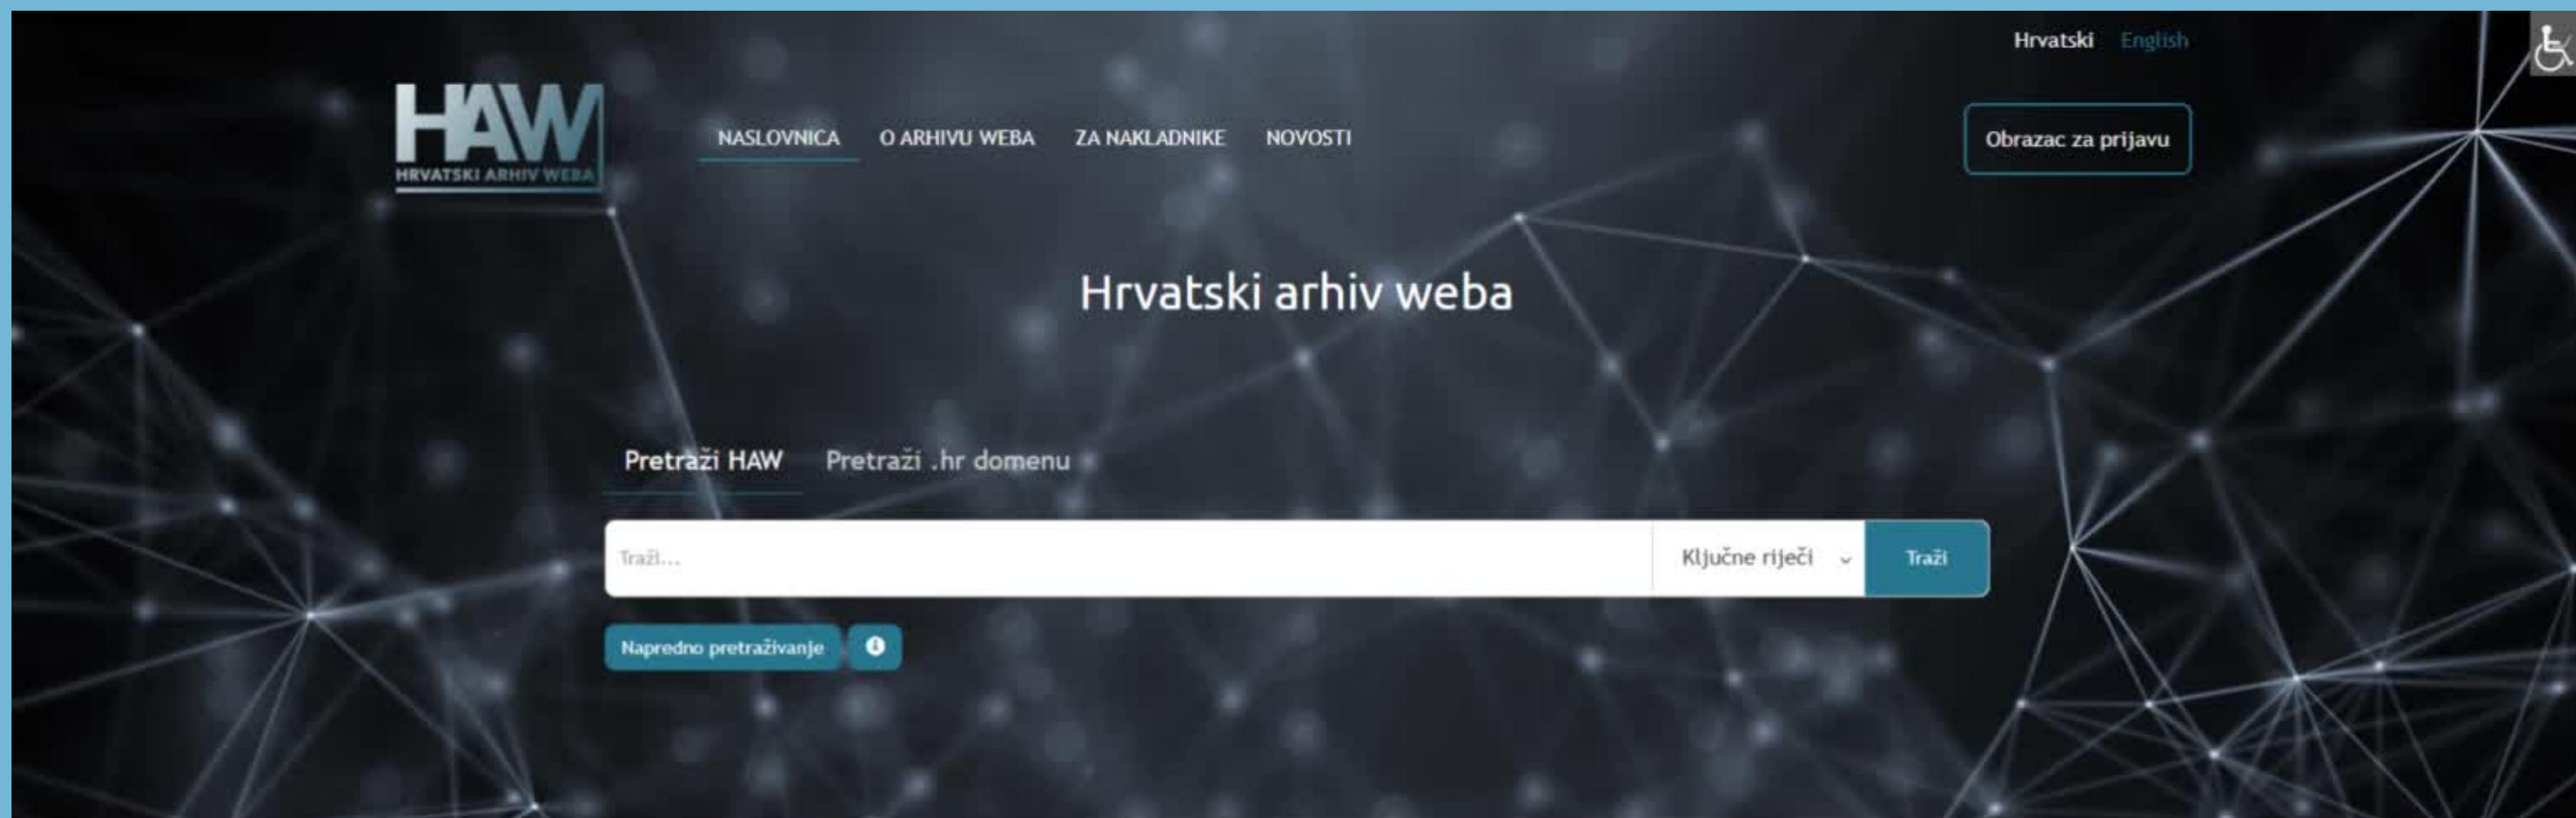 Hrvatski English
HAW
HRVATSKI ARHIV WEBA
NASLOVNICA O ARHIVU WEBA ZA NAKLADNIKE NOVOSTI
Obrazac za prijavu
Hrvatski arhiv weba
Pretraži HAW Pretraži .hr domenu
Traži... Ključne riječi Traži
Napredno pretraživanje